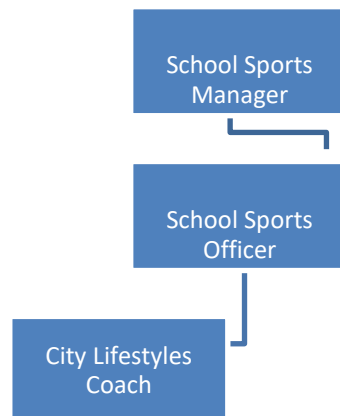 School Sports
Manager
School Sports
Officer
City Lifestyles
Coach